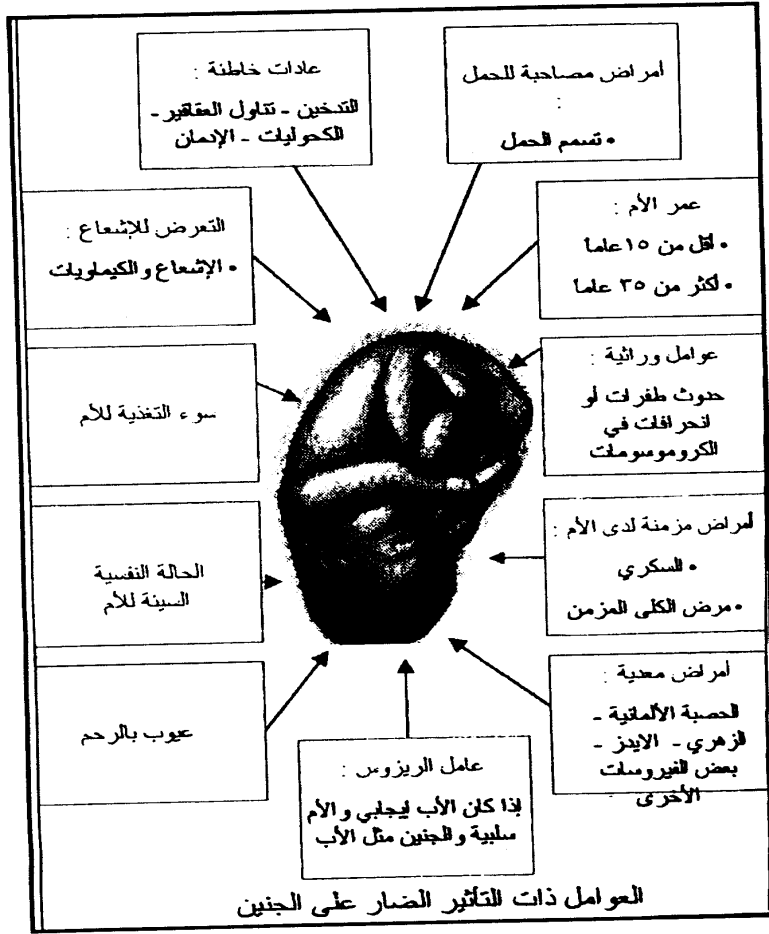 أمراض مصاحبة للحمل
:
• تسمم الحمل
عادات خاطئة :
التدخين - تناول العقاقير -
الكحوليات - الإدمان
عمر الأم :
• أقل من ١٥ عاما
• أكثر من ٣٥ عاما
التعرض للإشعاع :
• الإشعاع والكيماويات
عوامل وراثية :
حدوث طفرات أو
انحرافات في
الكروموسومات
سوء التغذية للأم
أمراض مزمنة لدى الأم :
• السكري
• مرض الكلى المزمن
الحالة النفسية
السيئة للأم
أمراض معدية :
الحصبة الألمانية -
الزهري - الايدز -
بعض الفيروسات
الأخرى
عيوب بالرحم
عامل الريزوس :
إذا كان الأب ايجابي والأم
سلبية والجنين مثل الأب
العوامل ذات التأثير الضار على الجنين